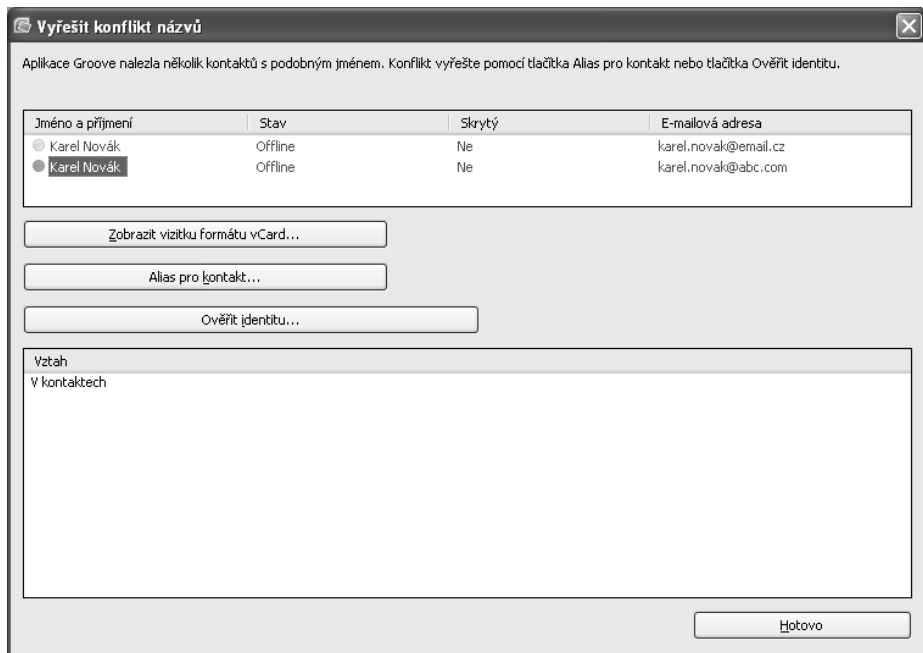 Vyřešit konflikt názvů
Aplikace Groove nalezla několik kontaktů s podobným jménem. Konflikt vyřešte pomocí tlačítka Alias pro kontakt nebo tlačítka Ověřit identitu.
Jméno a příjmení Stav Skrytý E-mailová adresa
Karel Novák Offline Ne karel.novak@email.cz
Karel Novák Offline Ne karel.novak@abc.com
Zobrazit vizitku formátu vCard...
Alias pro kontakt...
Ověřit identitu...
Vztah
V kontaktech
Hotovo